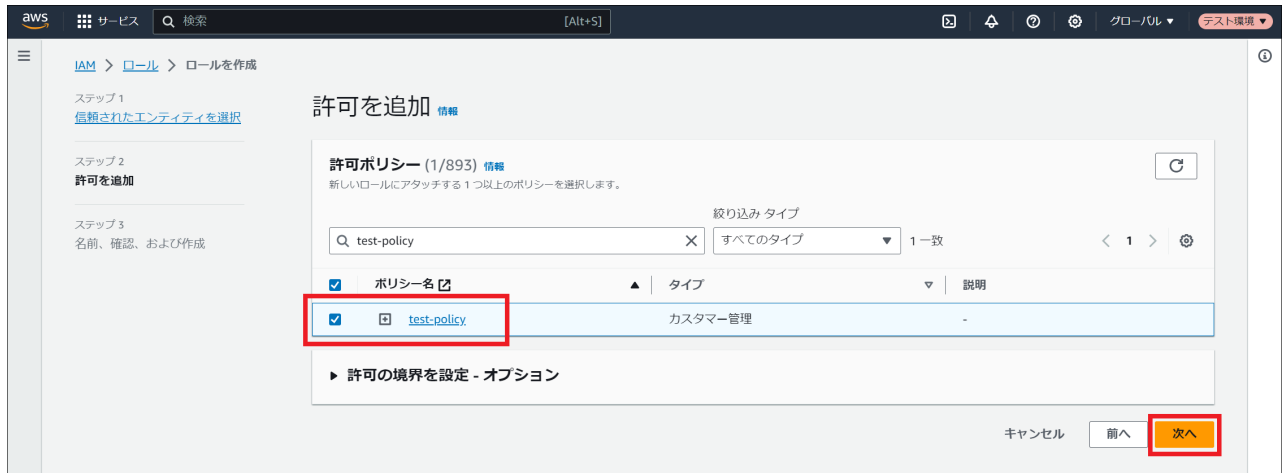 aws
サービス
検索
[Alt+S]
グローバル ▼
テスト環境 ▼
IAM > ロール > ロールを作成
ステップ 1
信頼されたエンティティを選択
ステップ 2
許可を追加
ステップ 3
名前、確認、および作成
許可を追加 情報
許可ポリシー (1/893) 情報
新しいロールにアタッチする 1 つ以上のポリシーを選択します。
絞り込み タイプ
test-policy
すべてのタイプ
1 一致
1
ポリシー名
タイプ
説明
test-policy
カスタマー管理
-
許可の境界を設定 - オプション
キャンセル
前へ
次へ